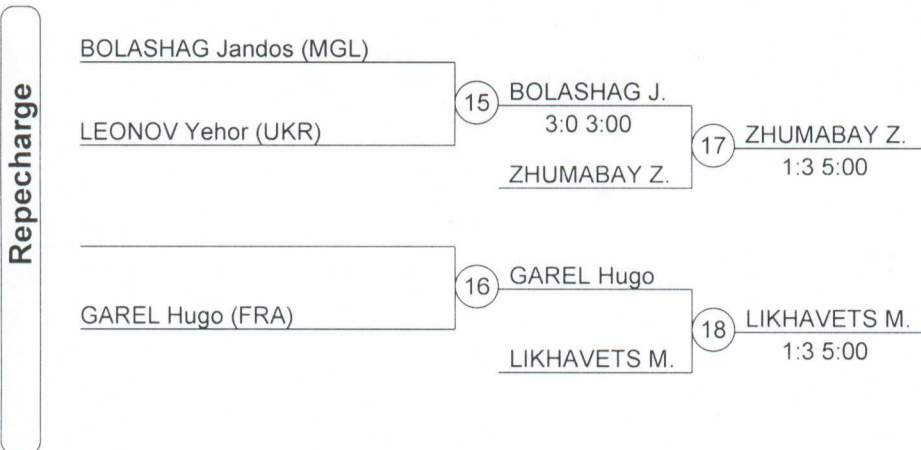 Repechage
BOLASHAG Jandos (MGL)
LEONOV Yehor (UKR)
15
BOLASHAG J.
3:0 3:00
ZHUMABAY Z.
17
ZHUMABAY Z.
1:3 5:00
GAREL Hugo (FRA)
16
GAREL Hugo
LIKHAVETS M.
18
LIKHAVETS M.
1:3 5:00